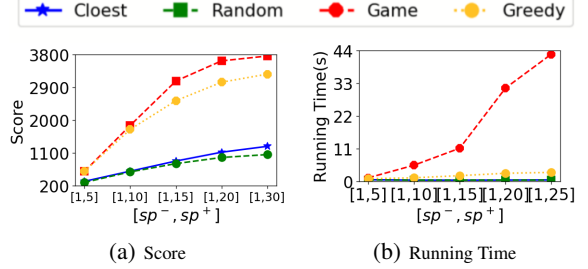 Cloest Random Game Greedy
3800
2900
2000
1100
200
Score
[1,5] [1,10] [1,15] [1,20] [1,30]
[sp⁻, sp⁺]
(a) Score
44
33
22
11
0
Running Time(s)
[1,5] [1,10] [1,15] [1,20] [1,25]
[sp⁻, sp⁺]
(b) Running Time